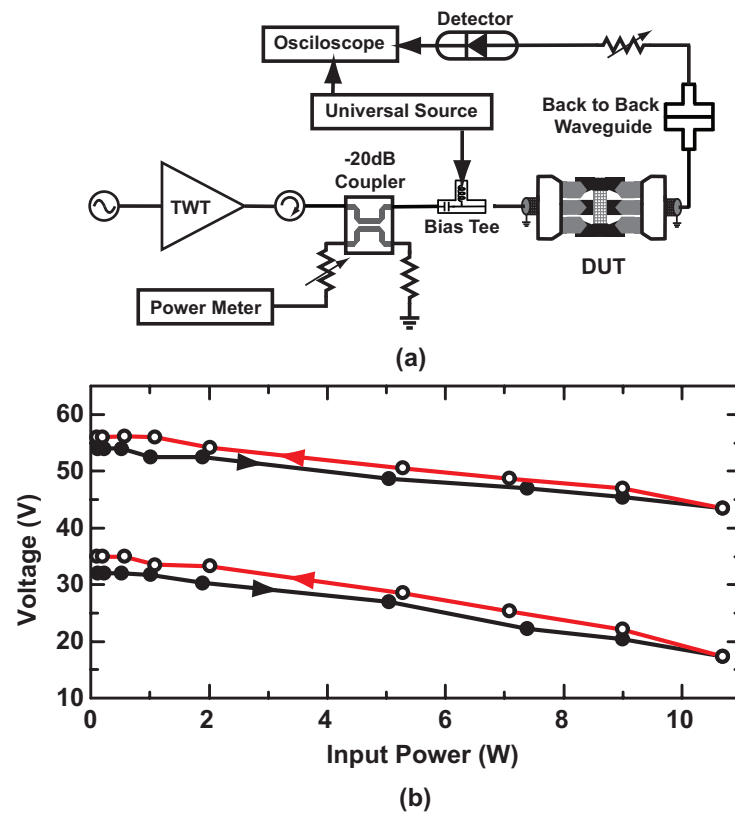 Detector
Osciloscope
Universal Source
Back to Back
Waveguide
-20dB
Coupler
TWT
Bias Tee
DUT
Power Meter
(a)
60
50
40
30
20
10
Voltage (V)
0 2 4 6 8 10
Input Power (W)
(b)